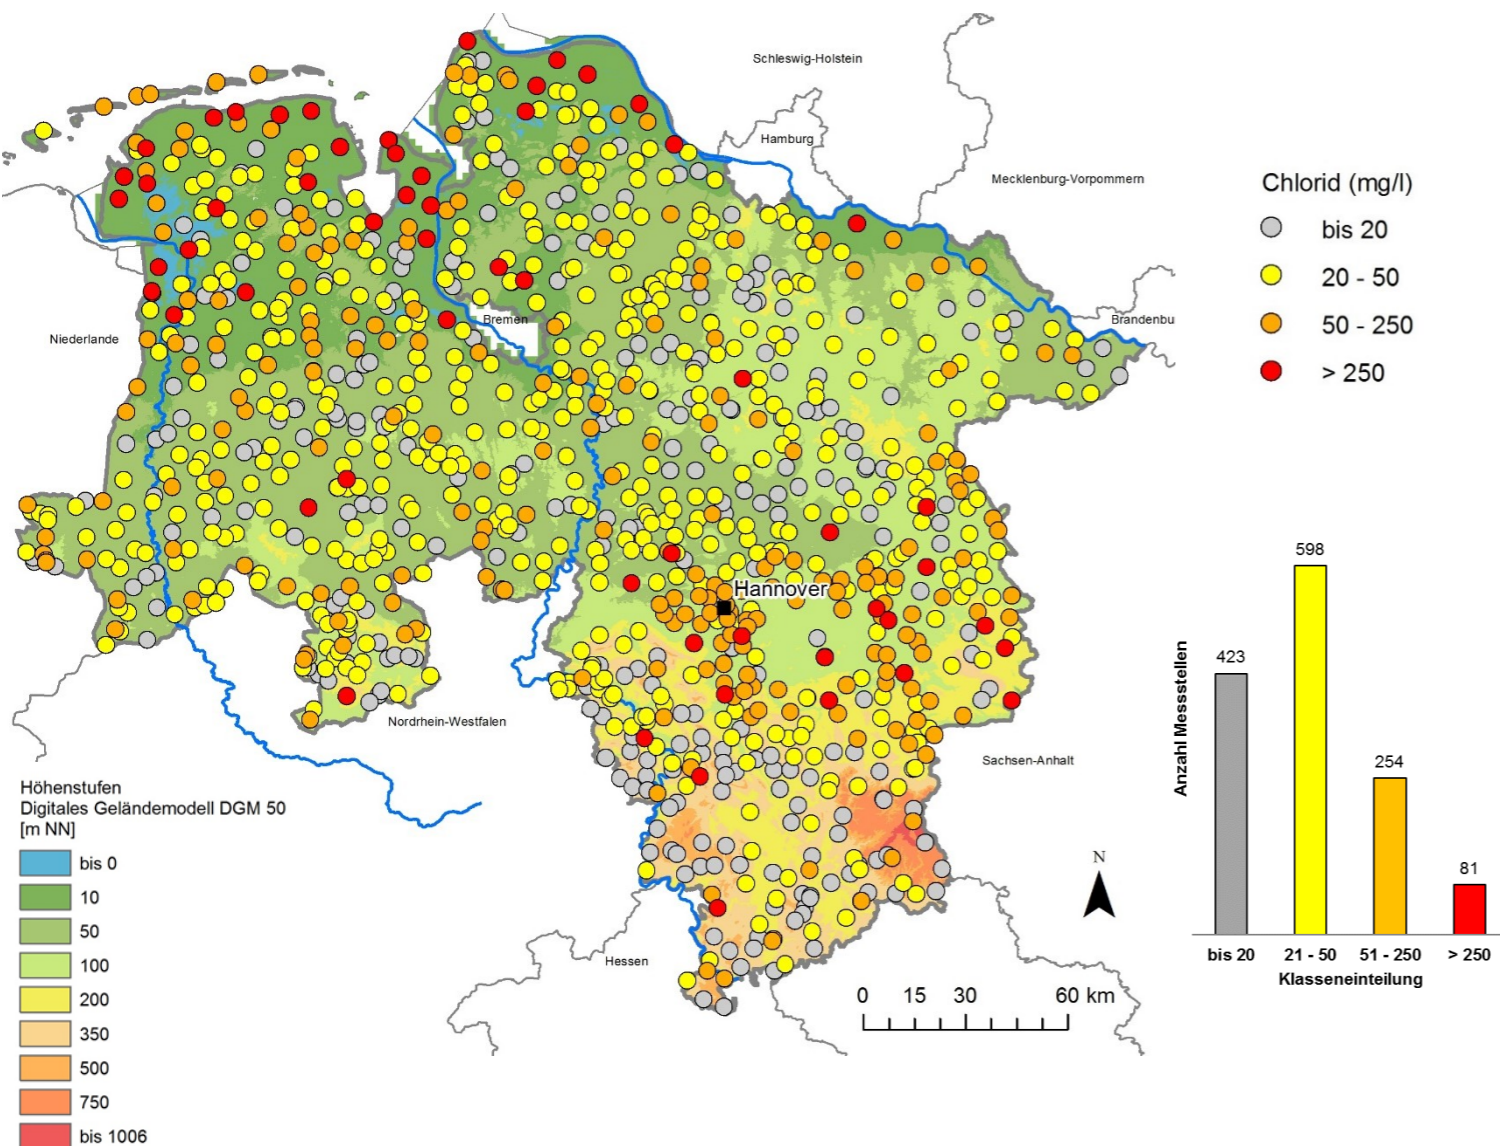 Schleswig-Holstein
Hamburg
Mecklenburg-Vorpommern
Niederlande
Bremen
Brandenbu
Hannover
Nordrhein-Westfalen
Sachsen-Anhalt
Hessen
Chlorid (mg/l)
bis 20
20 - 50
50 - 250
> 250
Höhenstufen
Digitales Geländemodell DGM 50
[m NN]
bis 0
10
50
100
200
350
500
750
bis 1006
N
0 15 30 60 km
Anzahl Messstellen
423
598
254
81
bis 20 21 - 50 51 - 250 > 250
Klasseneinteilung